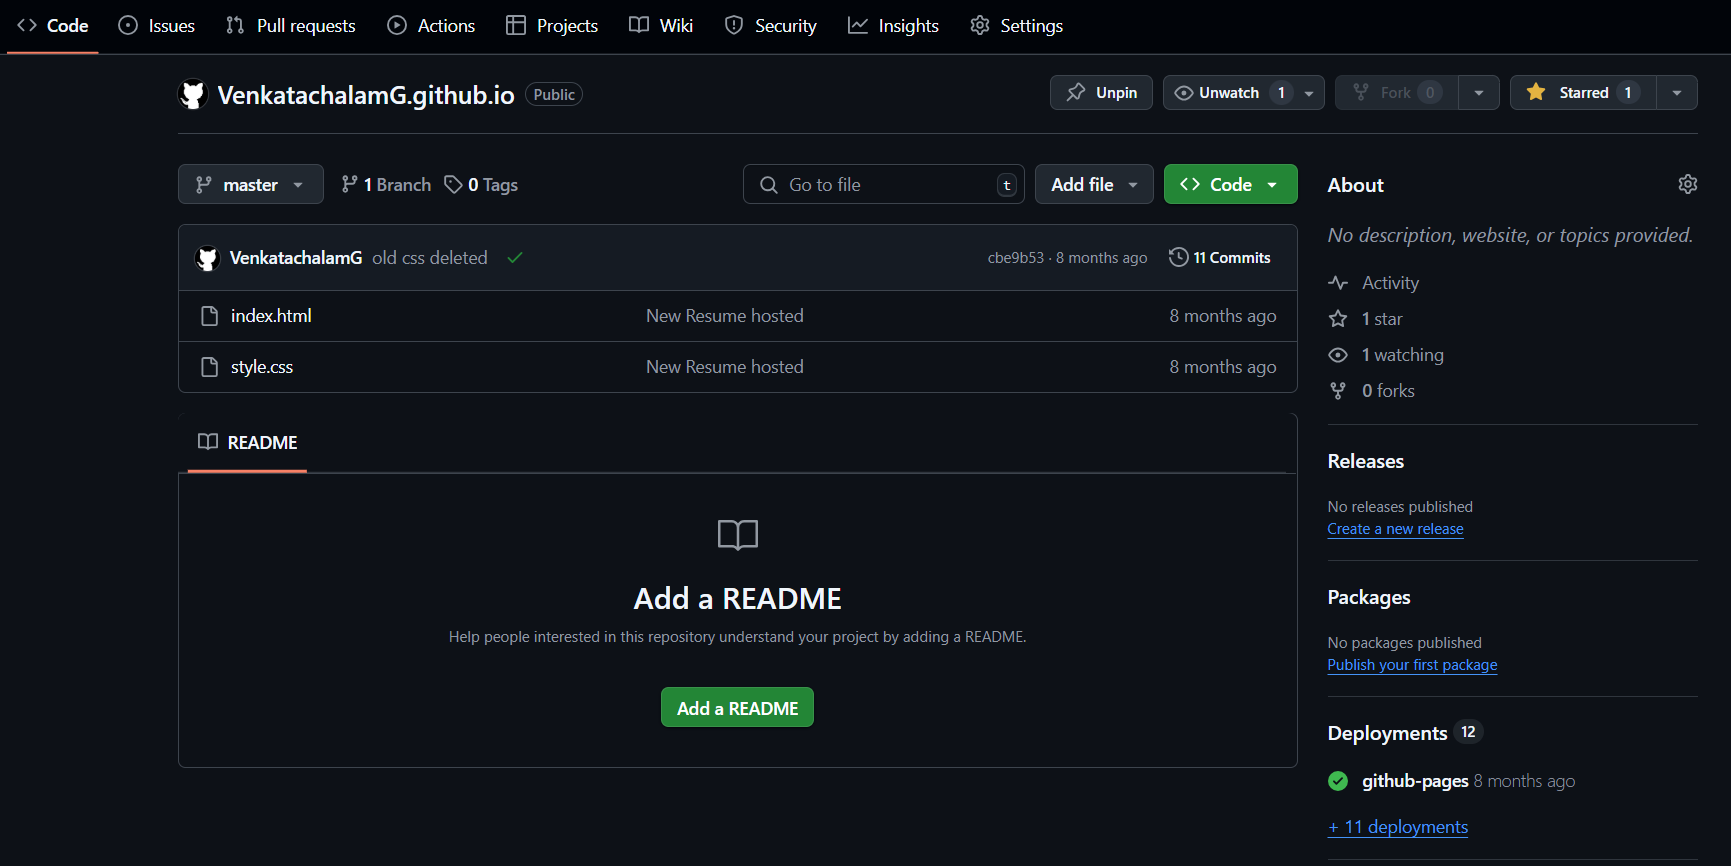 Code Issues Pull requests Actions Projects Wiki Security Insights Settings
VenkatachalamG.github.io Public Unpin Unwatch 1 Fork 0 Starred 1
master 1 Branch 0 Tags Go to file t Add file Code
VenkatachalamG old css deleted cbe9b53 · 8 months ago 11 Commits
index.html New Resume hosted 8 months ago
style.css New Resume hosted 8 months ago
README
Add a README
Help people interested in this repository understand your project by adding a README.
Add a README
About
No description, website, or topics provided.
Activity
1 star
1 watching
0 forks
Releases
No releases published
Create a new release
Packages
No packages published
Publish your first package
Deployments 12
github-pages 8 months ago
+ 11 deployments